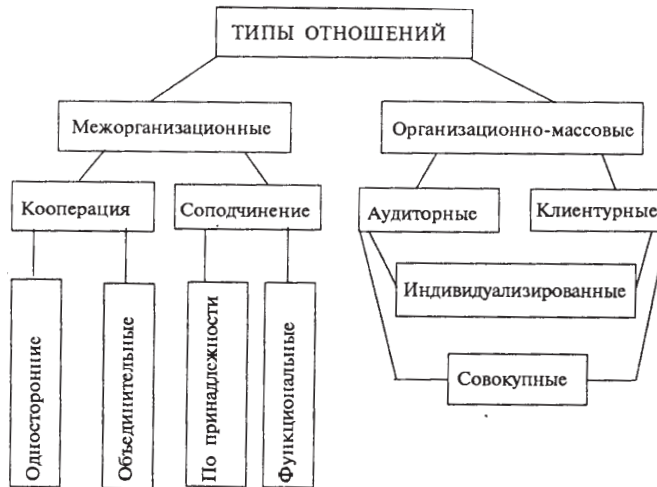 ТИПЫ ОТНОШЕНИЙ
Межорганизационные
Организационно-массовые
Кооперация
Соподчинение
Аудиторные
Клиентурные
Односторонние
Объединительные
По принадлежности
Функциональные
Индивидуализированные
Совокупные